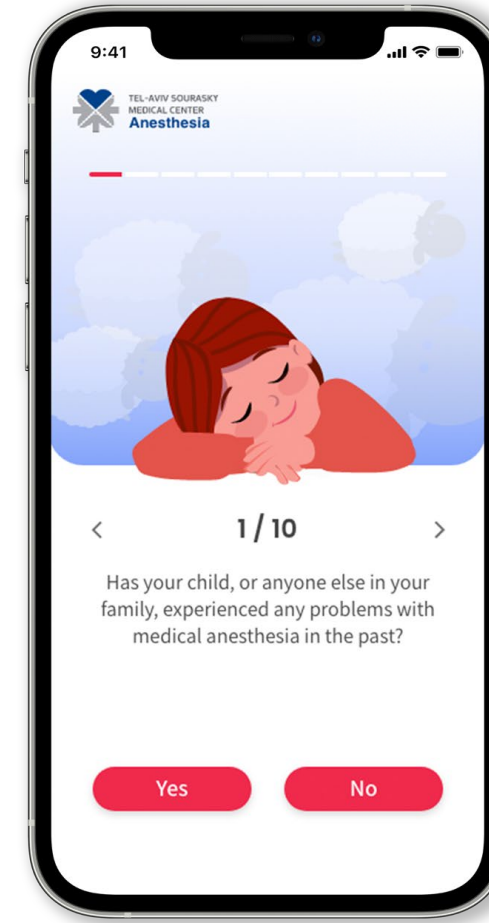 9:41
TEL-AVIV SOURASKY
MEDICAL CENTER
Anesthesia
1 / 10
Has your child, or anyone else in your
family, experienced any problems with
medical anesthesia in the past?
Yes
No